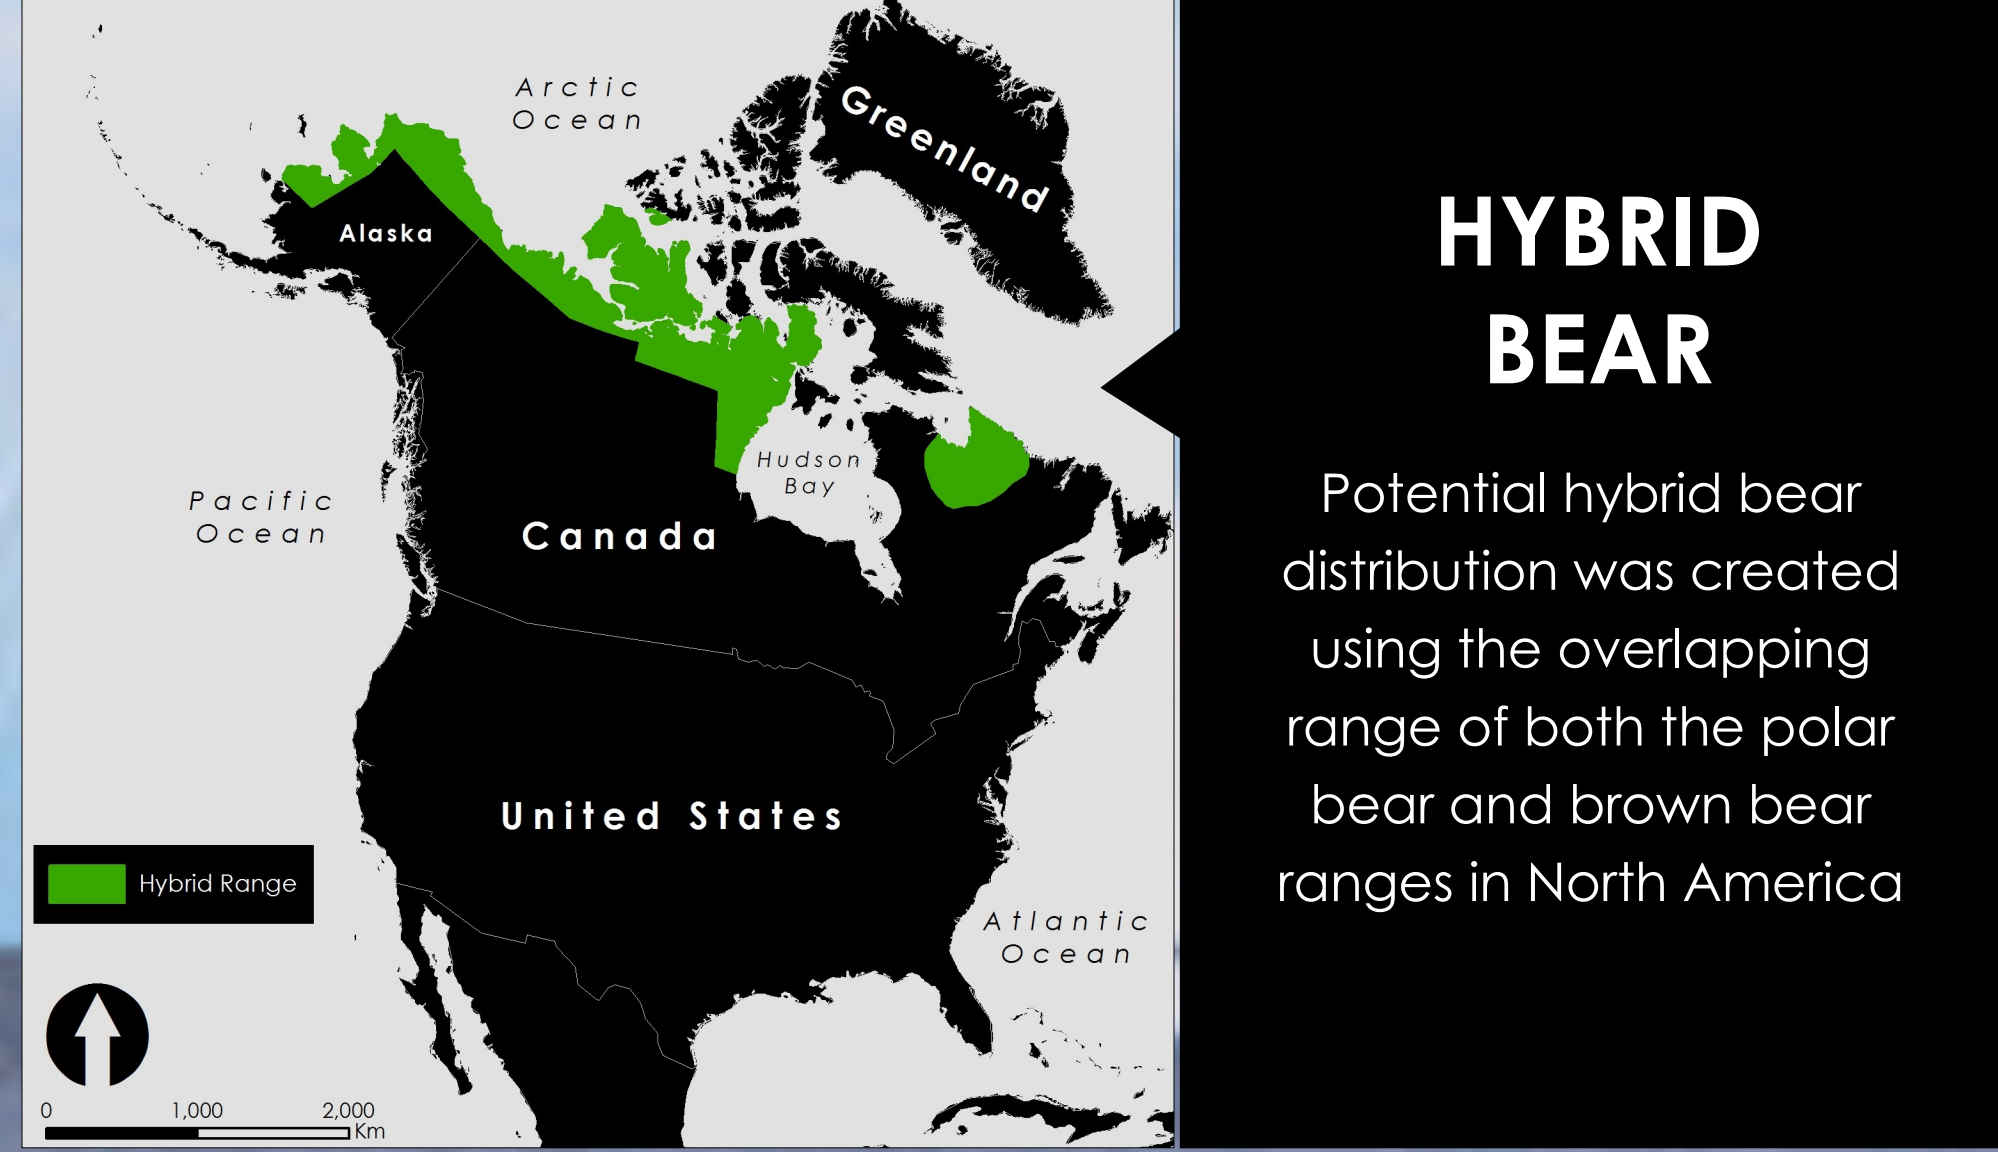 Arctic
Ocean
Greenland
Alaska
Hudson
Bay
Pacific
Ocean
Canada
United States
Hybrid Range
Atlantic
Ocean
0 1,000 2,000
Km
HYBRID
BEAR
Potential hybrid bear
distribution was created
using the overlapping
range of both the polar
bear and brown bear
ranges in North America